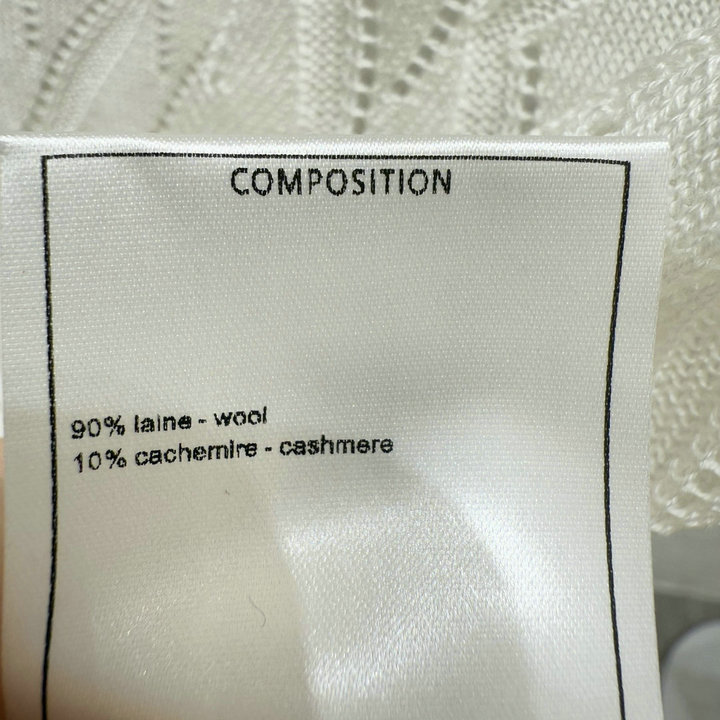 COMPOSITION
90% laine - wool
10% cachemire - cashmere